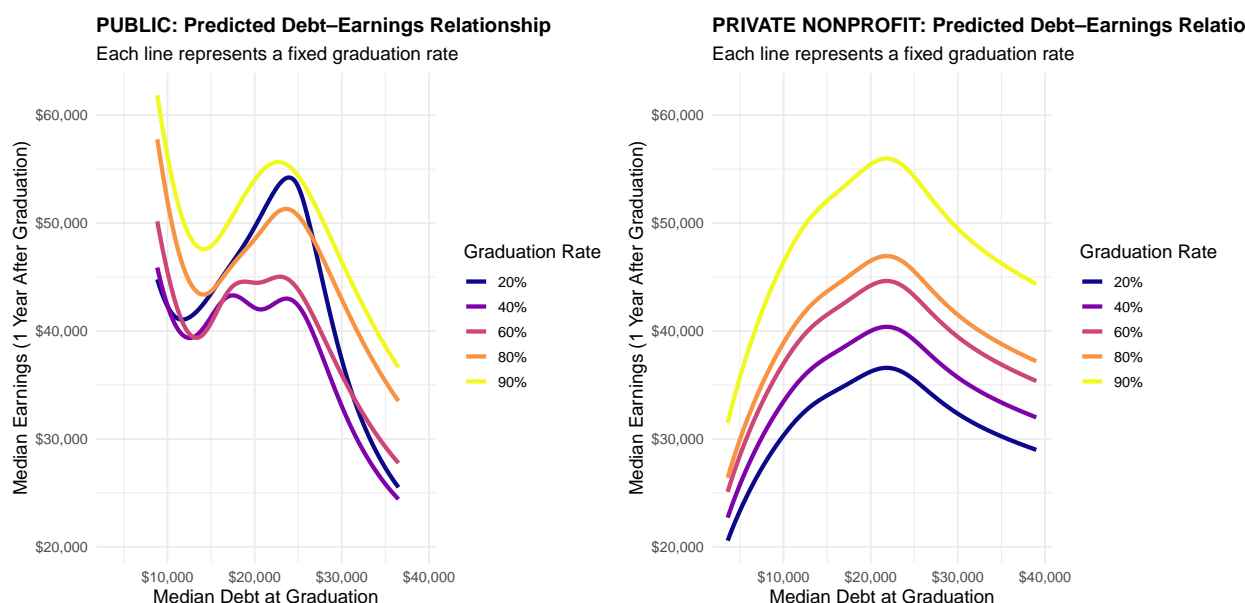 PUBLIC: Predicted Debt–Earnings Relationship
Each line represents a fixed graduation rate
Median Earnings (1 Year After Graduation)
$60,000
$50,000
$40,000
$30,000
$20,000
$10,000 $20,000 $30,000 $40,000
Median Debt at Graduation
Graduation Rate
20%
40%
60%
80%
90%
PRIVATE NONPROFIT: Predicted Debt–Earnings Relatio
Each line represents a fixed graduation rate
Median Earnings (1 Year After Graduation)
$60,000
$50,000
$40,000
$30,000
$20,000
$10,000 $20,000 $30,000 $40,000
Median Debt at Graduation
Graduation Rate
20%
40%
60%
80%
90%